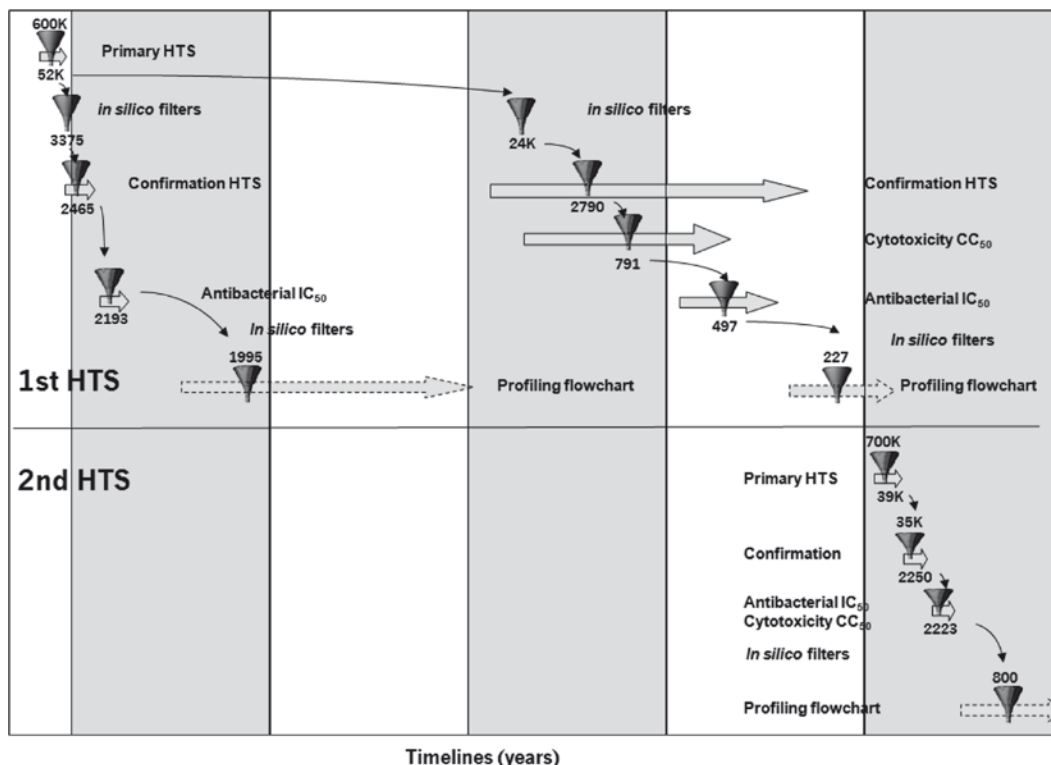 600K
Primary HTS
52K
in silico filters
3375
Confirmation HTS
2465
Antibacterial IC50
2193
In silico filters
1995
1st HTS
Profiling flowchart
in silico filters
24K
Confirmation HTS
2790
Cytotoxicity CC50
791
Antibacterial IC50
497
In silico filters
227
Profiling flowchart
2nd HTS
700K
Primary HTS
39K
35K
Confirmation
2250
Antibacterial IC50
Cytotoxicity CC50
2223
In silico filters
800
Profiling flowchart
Timelines (years)